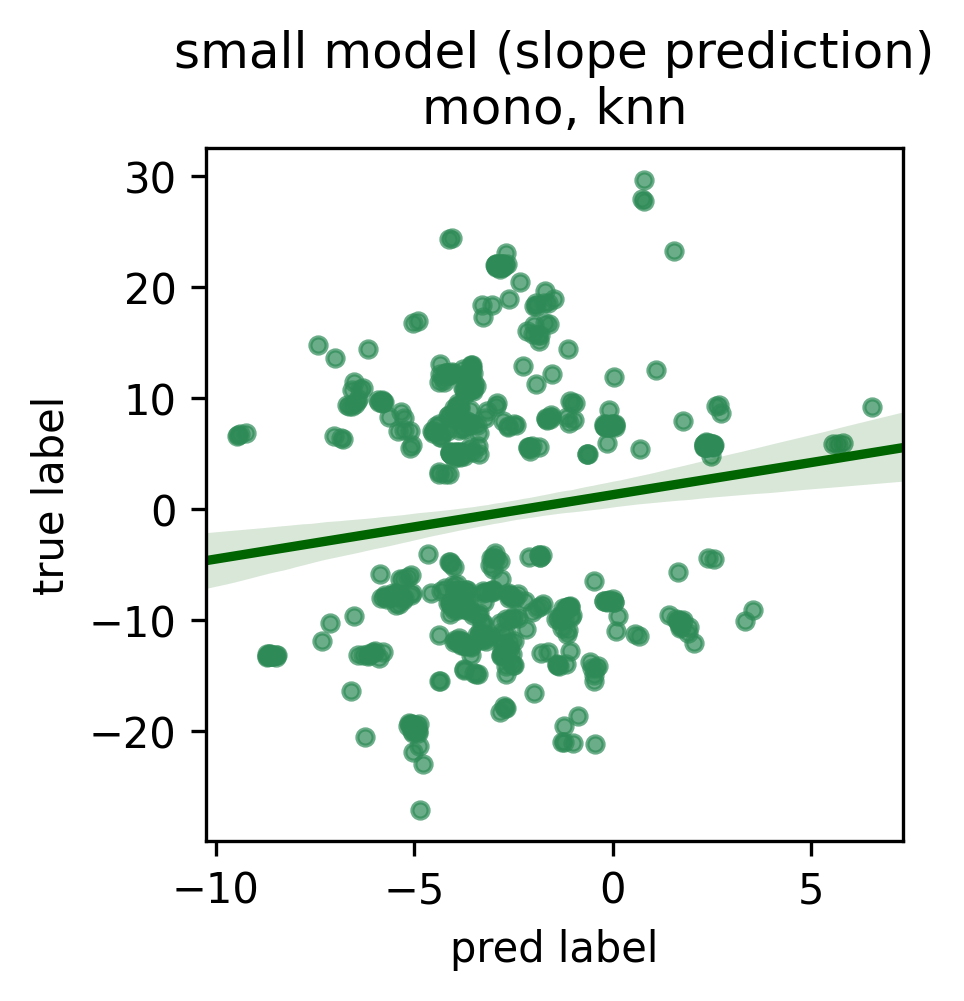 small model (slope prediction)
mono, knn
30
20
10
0
−10
−20
true label
−10
−5
0
5
pred label